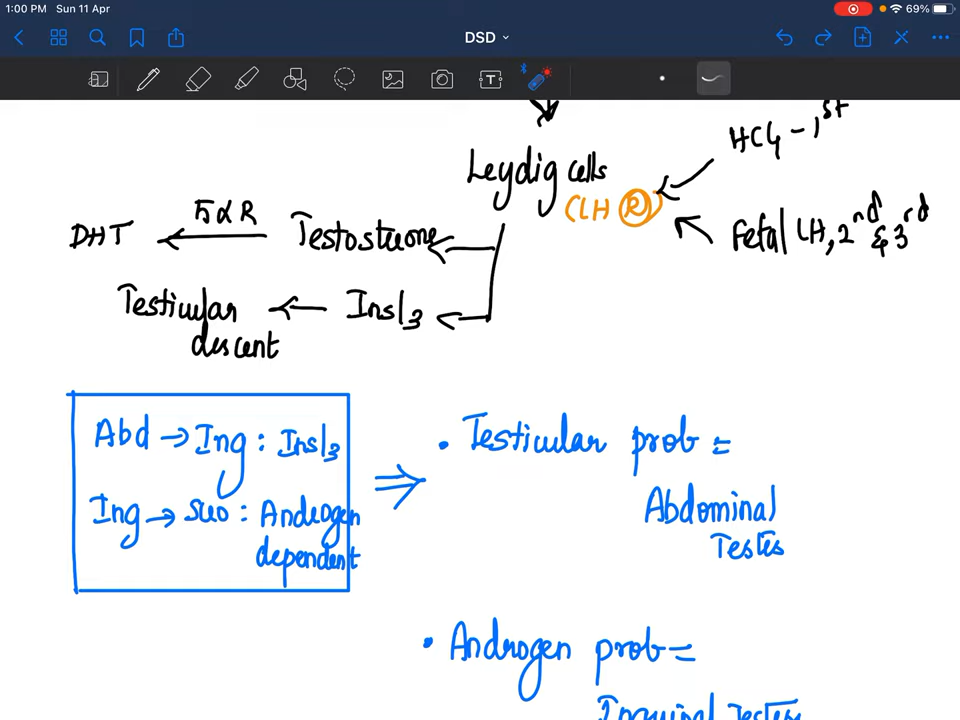 1:00 PM Sun 11 Apr
69%
DSD
T
HCG - 1st
Leydig cells
(LH R)
Fetal LH, 2nd & 3rd
DHT ← 5αR Testosterone ←
Testicular descent ← Insl3 ←
Abd → Ing : Insl3
Ing → Scro : Androgen dependent
⇒ • Testicular prob =
Abdominal
Testes
• Androgen prob =
Inguinal Testes